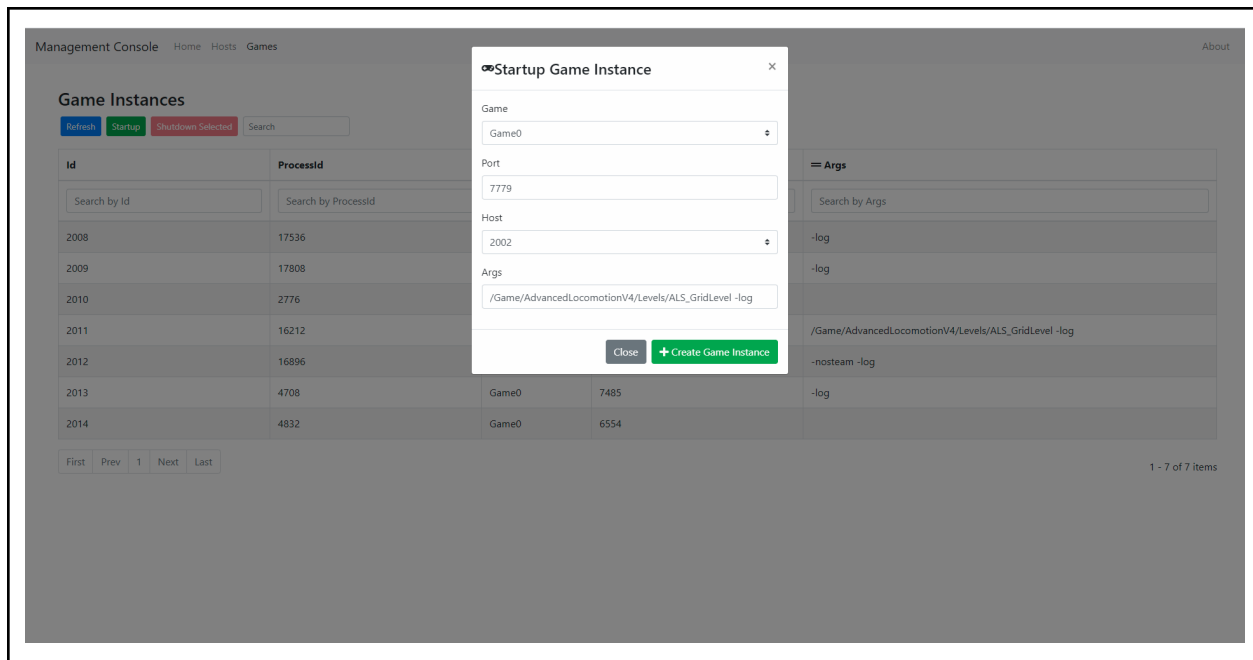 Management Console Home Hosts Games About
Startup Game Instance ×
Game Instances
Refresh Startup Shutdown Selected Search
Game
Game0
Port
7779
Host
2002
Args
/Game/AdvancedLocomotionV4/Levels/ALS_GridLevel -log
Close + Create Game Instance
Id ProcessId Args
Search by Id Search by ProcessId Search by Args
2008 17536 -log
2009 17808 -log
2010 2776
2011 16212 /Game/AdvancedLocomotionV4/Levels/ALS_GridLevel -log
2012 16896 -nosteam -log
2013 4708 Game0 7485 -log
2014 4832 Game0 6554
First Prev 1 Next Last
1 - 7 of 7 items